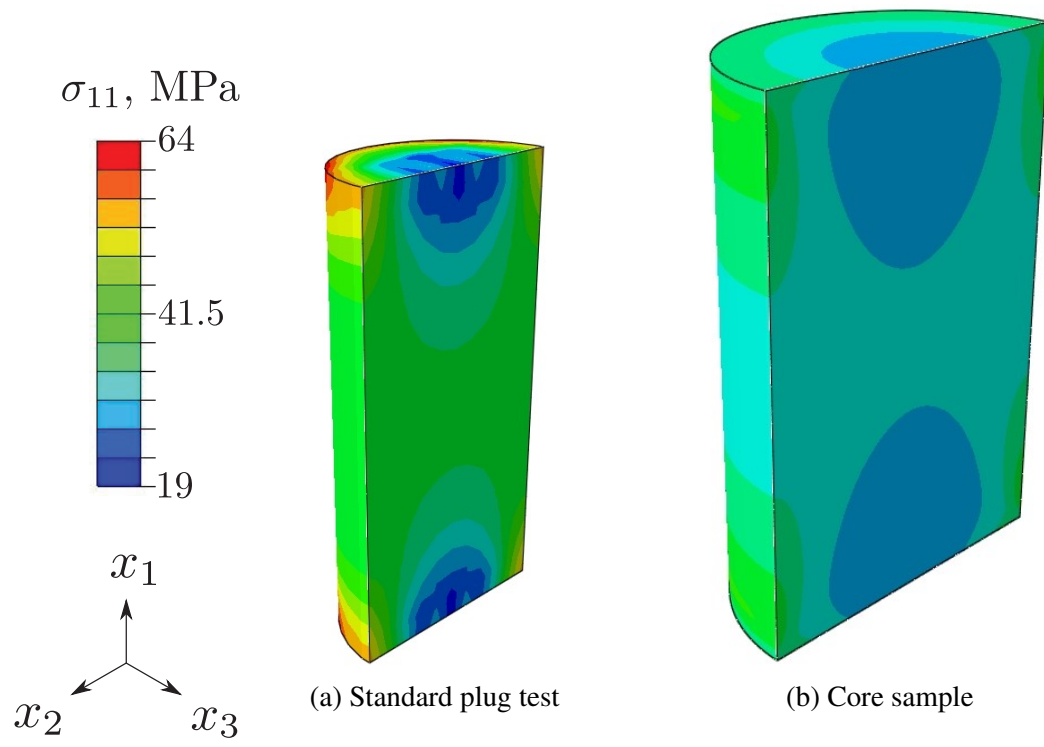 σ₁₁, MPa
64
41.5
19
x₁
x₂
x₃
(a) Standard plug test
(b) Core sample